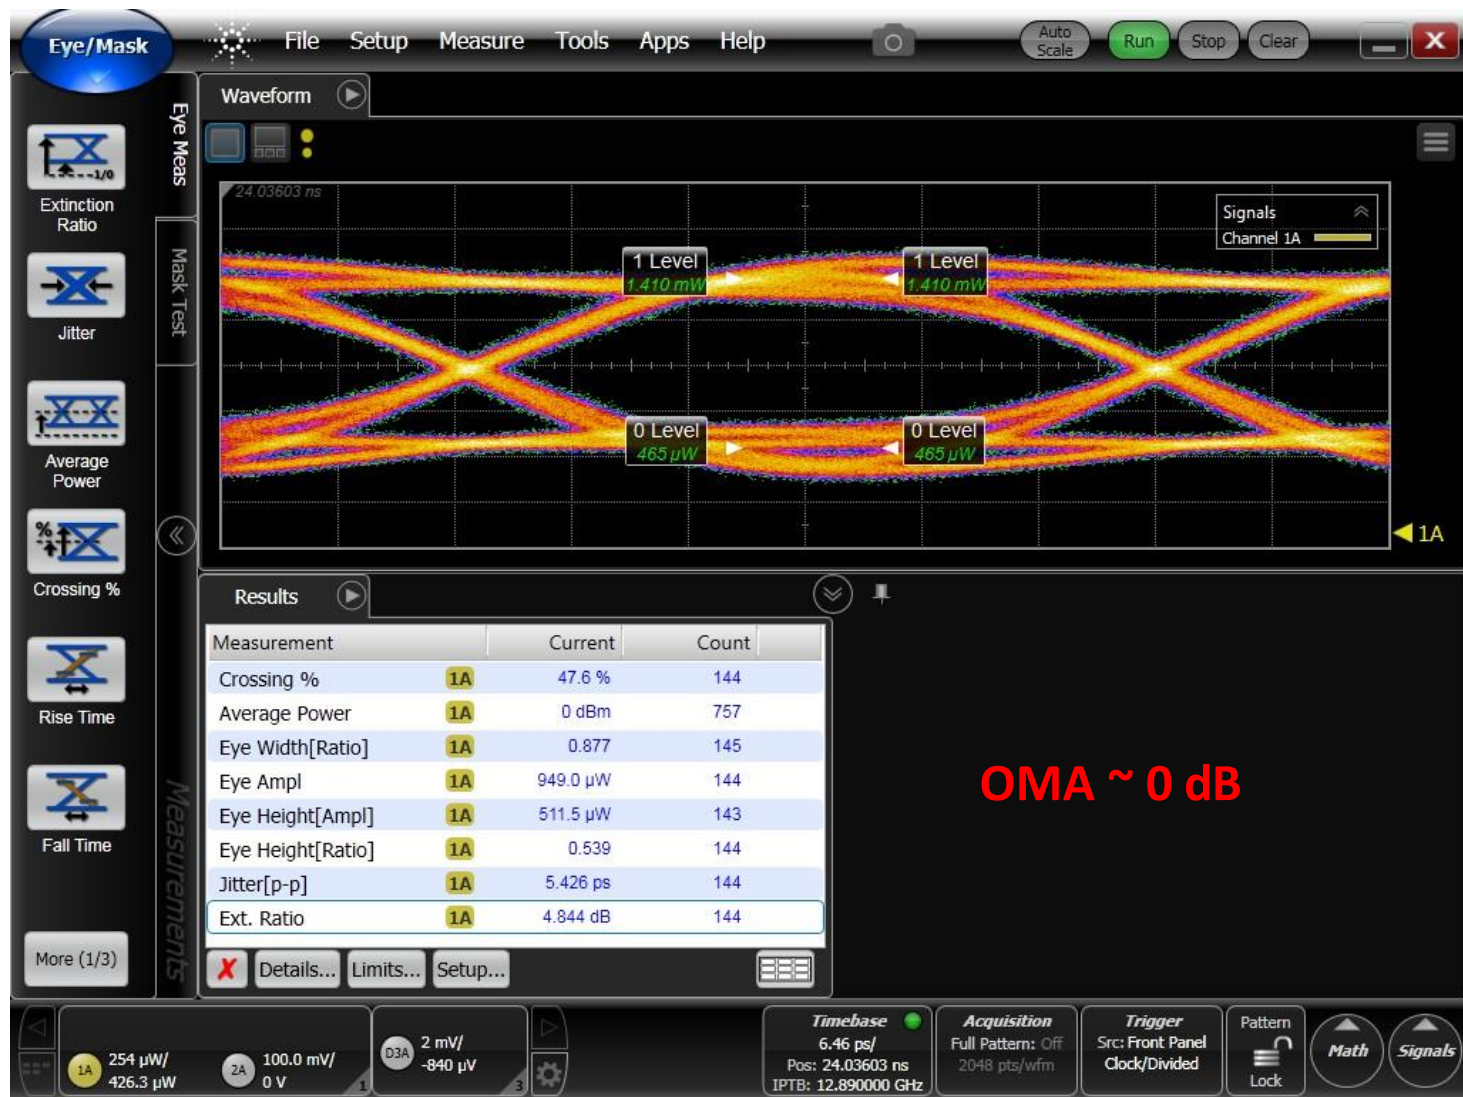 Eye/Mask
File Setup Measure Tools Apps Help
Auto
Scale
Run
Stop
Clear
X
Eye Meas
Mask Test
Measurements
Waveform
1/0
Extinction
Ratio
Jitter
Average
Power
%
Crossing %
Rise Time
Fall Time
More (1/3)
24.03603 ns
Signals
Channel 1A
1 Level
1.410 mW
1 Level
1.410 mW
0 Level
465 µW
0 Level
465 µW
1A
Results
Measurement Current Count
Crossing % 1A 47.6 % 144
Average Power 1A 0 dBm 757
Eye Width[Ratio] 1A 0.877 145
Eye Ampl 1A 949.0 µW 144
Eye Height[Ampl] 1A 511.5 µW 143
Eye Height[Ratio] 1A 0.539 144
Jitter[p-p] 1A 5.426 ps 144
Ext. Ratio 1A 4.844 dB 144
Details... Limits... Setup...
OMA ~ 0 dB
1A
254 µW/
426.3 µW
2A
100.0 mV/
0 V
1
D3A
2 mV/
-840 µV
3
Timebase
6.46 ps/
Pos: 24.03603 ns
IPTB: 12.890000 GHz
Acquisition
Full Pattern: Off
2048 pts/wfm
Trigger
Src: Front Panel
Clock/Divided
Pattern
Lock
Math
Signals